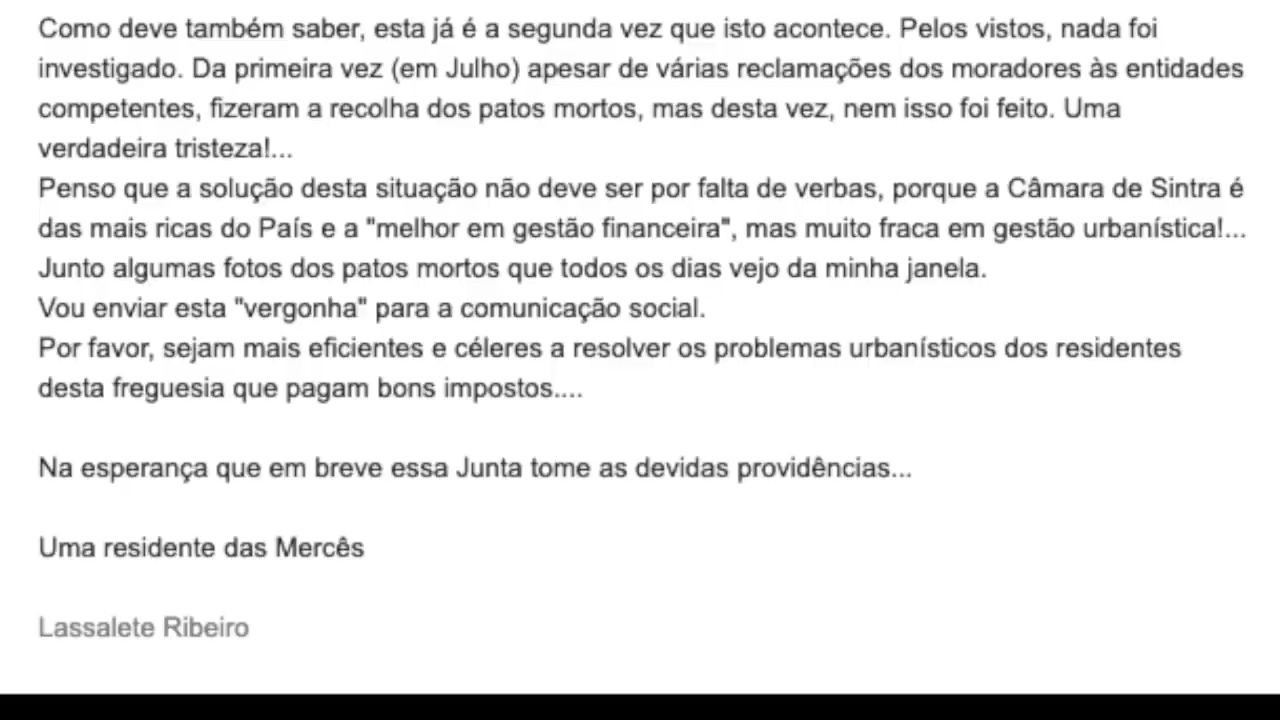 Como deve também saber, esta já é a segunda vez que isto acontece. Pelos vistos, nada foi
investigado. Da primeira vez (em Julho) apesar de várias reclamações dos moradores às entidades
competentes, fizeram a recolha dos patos mortos, mas desta vez, nem isso foi feito. Uma
verdadeira tristeza!...
Penso que a solução desta situação não deve ser por falta de verbas, porque a Câmara de Sintra é
das mais ricas do País e a "melhor em gestão financeira", mas muito fraca em gestão urbanística!...
Junto algumas fotos dos patos mortos que todos os dias vejo da minha janela.
Vou enviar esta "vergonha" para a comunicação social.
Por favor, sejam mais eficientes e céleres a resolver os problemas urbanísticos dos residentes
desta freguesia que pagam bons impostos....
Na esperança que em breve essa Junta tome as devidas providências...
Uma residente das Mercês
Lassalete Ribeiro